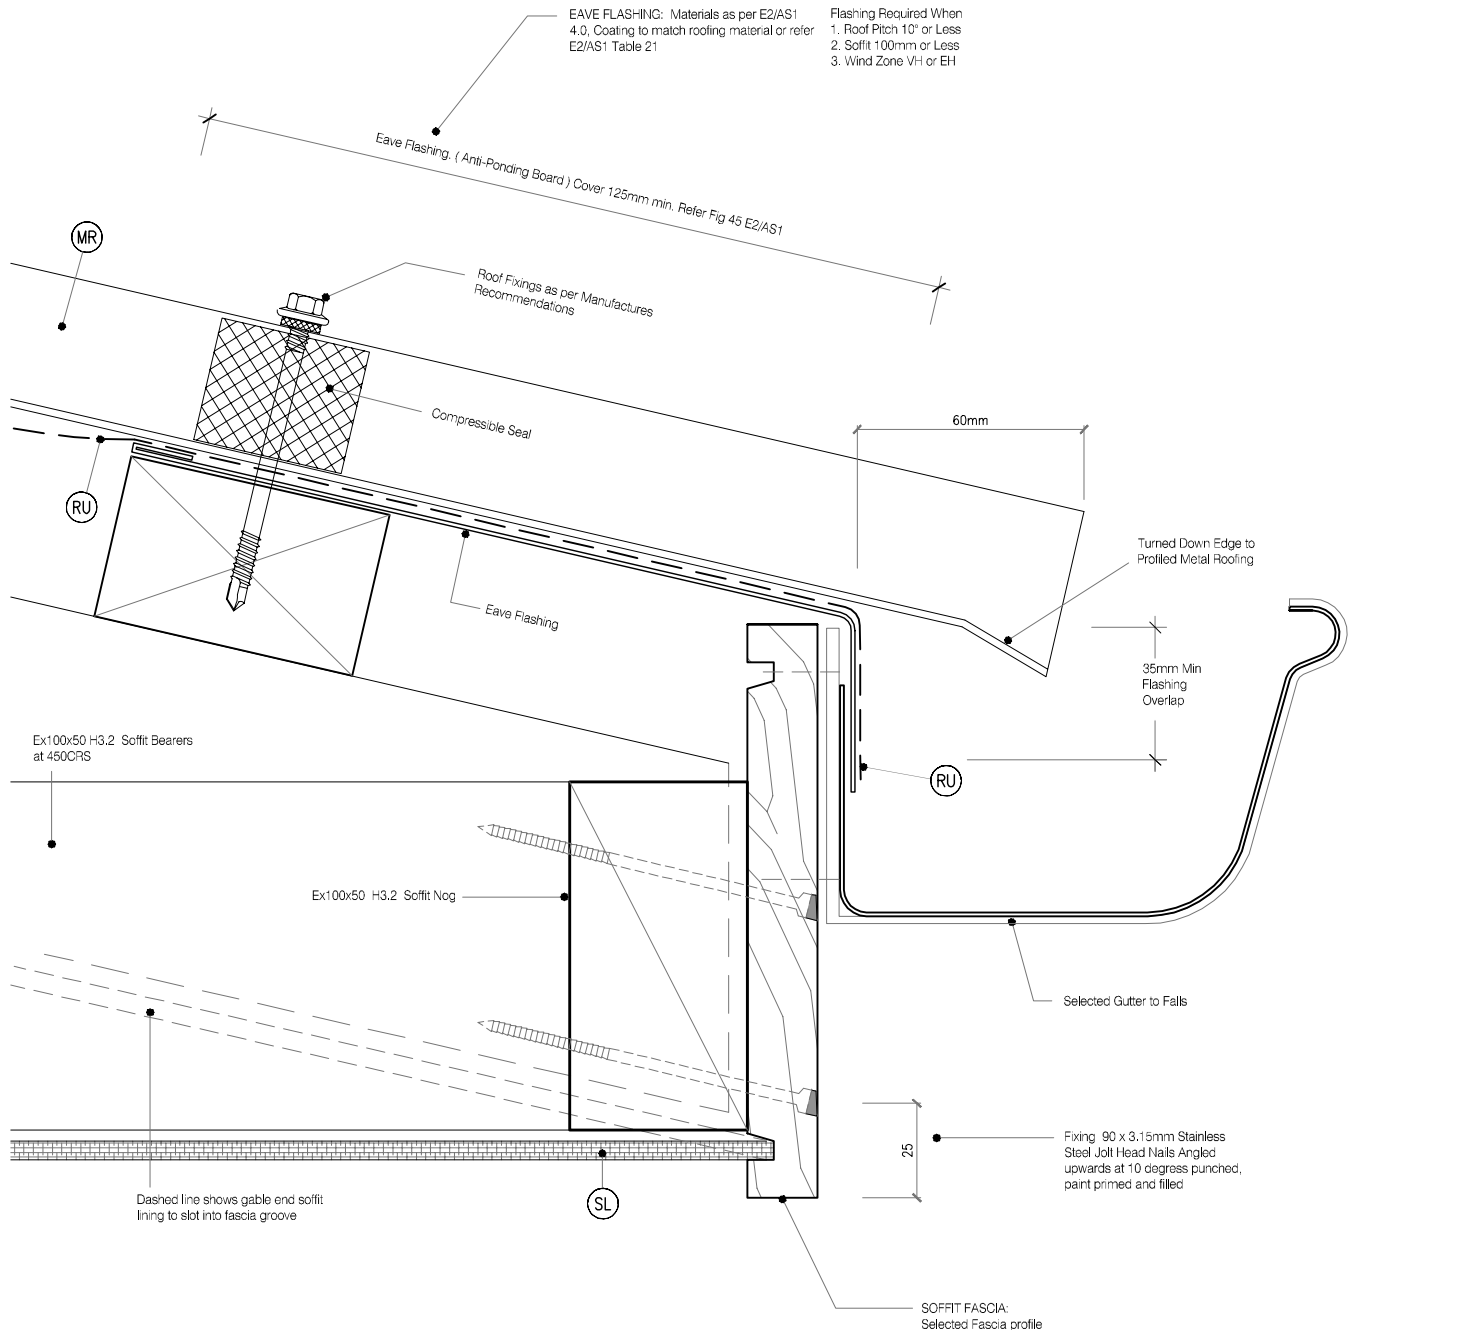 EAVE FLASHING:  Materials as per E2/AS1
4.0, Coating to match roofing material or refer
E2/AS1 Table 21
Flashing Required When
1. Roof Pitch 10° or Less
2. Soffit 100mm or Less
3. Wind Zone VH or EH
Eave Flashing. ( Anti-Ponding Board ) Cover 125mm min. Refer Fig 45 E2/AS1
MR
Roof Fixings as per Manufactures
Recommendations
Compressible Seal
60mm
RU
Turned Down Edge to
Profiled Metal Roofing
Eave Flashing
35mm Min
Flashing
Overlap
Ex100x50 H3.2  Soffit Bearers
at 450CRS
RU
Ex100x50  H3.2  Soffit Nog
Selected Gutter to Falls
25
Fixing  90 x 3.15mm Stainless
Steel Jolt Head Nails Angled
upwards at 10 degress punched,
paint primed and filled
Dashed line shows gable end soffit
lining to slot into fascia groove
SL
SOFFIT FASCIA:
Selected Fascia profile